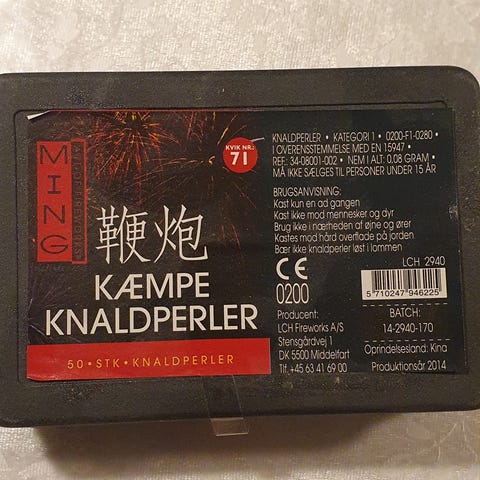 MING
鞭炮
KÆMPE
KNALDPERLER
50 • STK • KNALDPERLER
KVIK NR.:
71
KNALDPERLER • KATEGORI 1 • 0200-F1-0280 •
I OVERENSSTEMMELSE MED EN 15947 •
REF.: 34-08001-002 • NEM I ALT: 0.08 GRAM •
MÅ IKKE SÆLGES TIL PERSONER UNDER 15 ÅR
BRUGSANVISNING:
Kast kun en ad gangen
Kast ikke mod mennesker og dyr
Brug ikke i nærheden af øjne og ører
Kastes mod hård overflade på jorden
Bær ikke knaldperler løst i lommen
LCH 2940
CE
0200
5 710247 946225
Producent:
LCH Fireworks A/S
Stensgårdvej 1
DK 5500 Middelfart
Tlf. +45 63 41 69 00
BATCH:
14-2940-170
Oprindelsesland: Kina
Produktionsår 2014